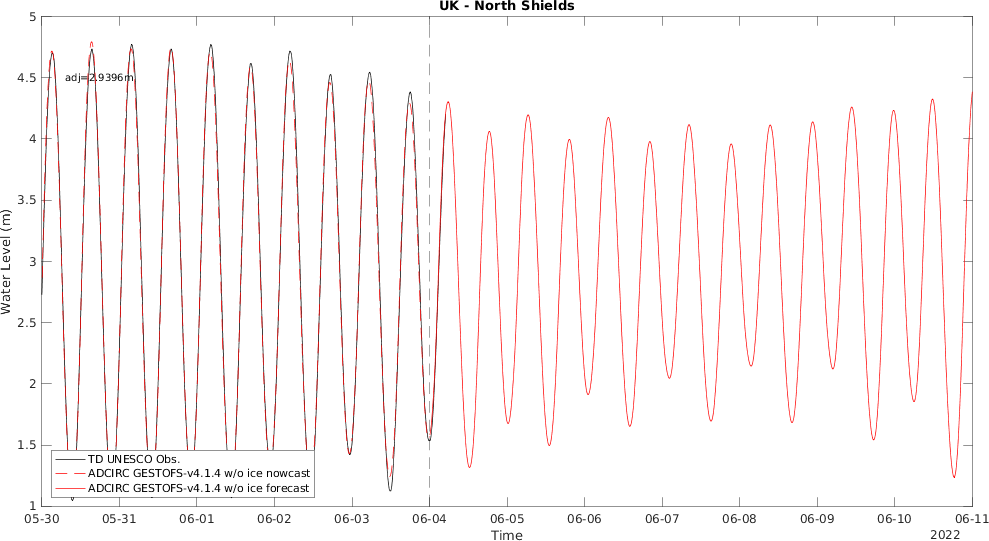 UK - North Shields
5
4.5
4
3.5
3
2.5
2
1.5
1
Water Level (m)
adj=2.9396m
TD UNESCO Obs.
ADCIRC GESTOFS-v4.1.4 w/o ice nowcast
ADCIRC GESTOFS-v4.1.4 w/o ice forecast
05-30 05-31 06-01 06-02 06-03 06-04 06-05 06-06 06-07 06-08 06-09 06-10 06-11
Time
2022